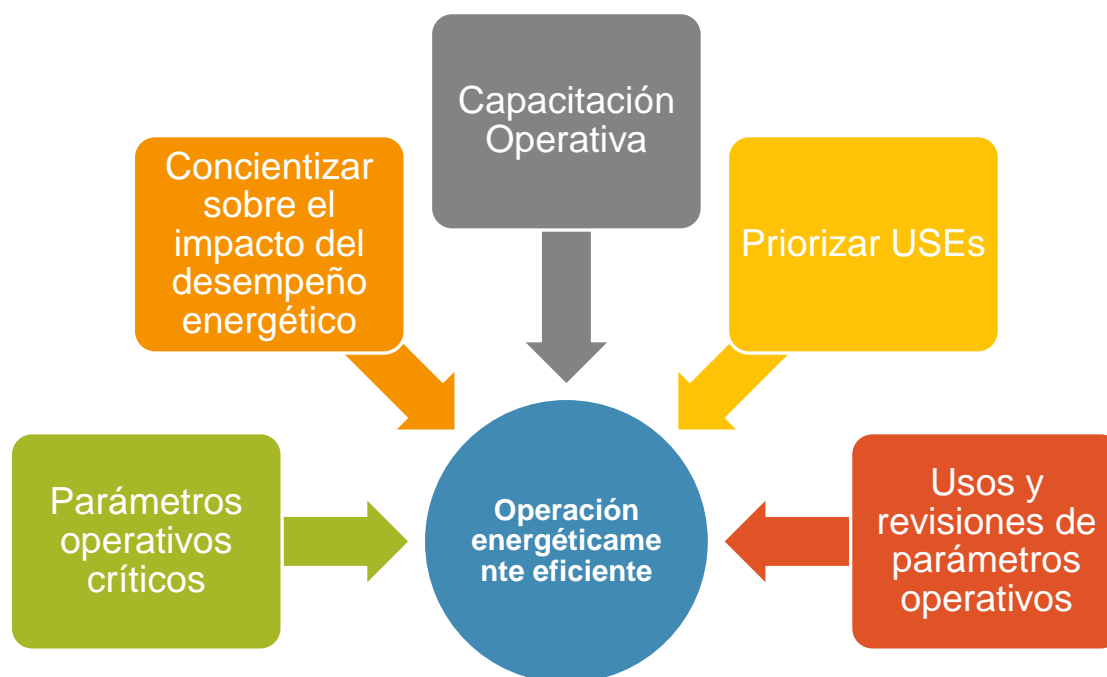 Capacitación
Operativa
Concientizar
sobre el
impacto del
desempeño
energético
Priorizar USEs
Parámetros
operativos
críticos
Operación
energéticame
nte eficiente
Usos y
revisiones de
parámetros
operativos